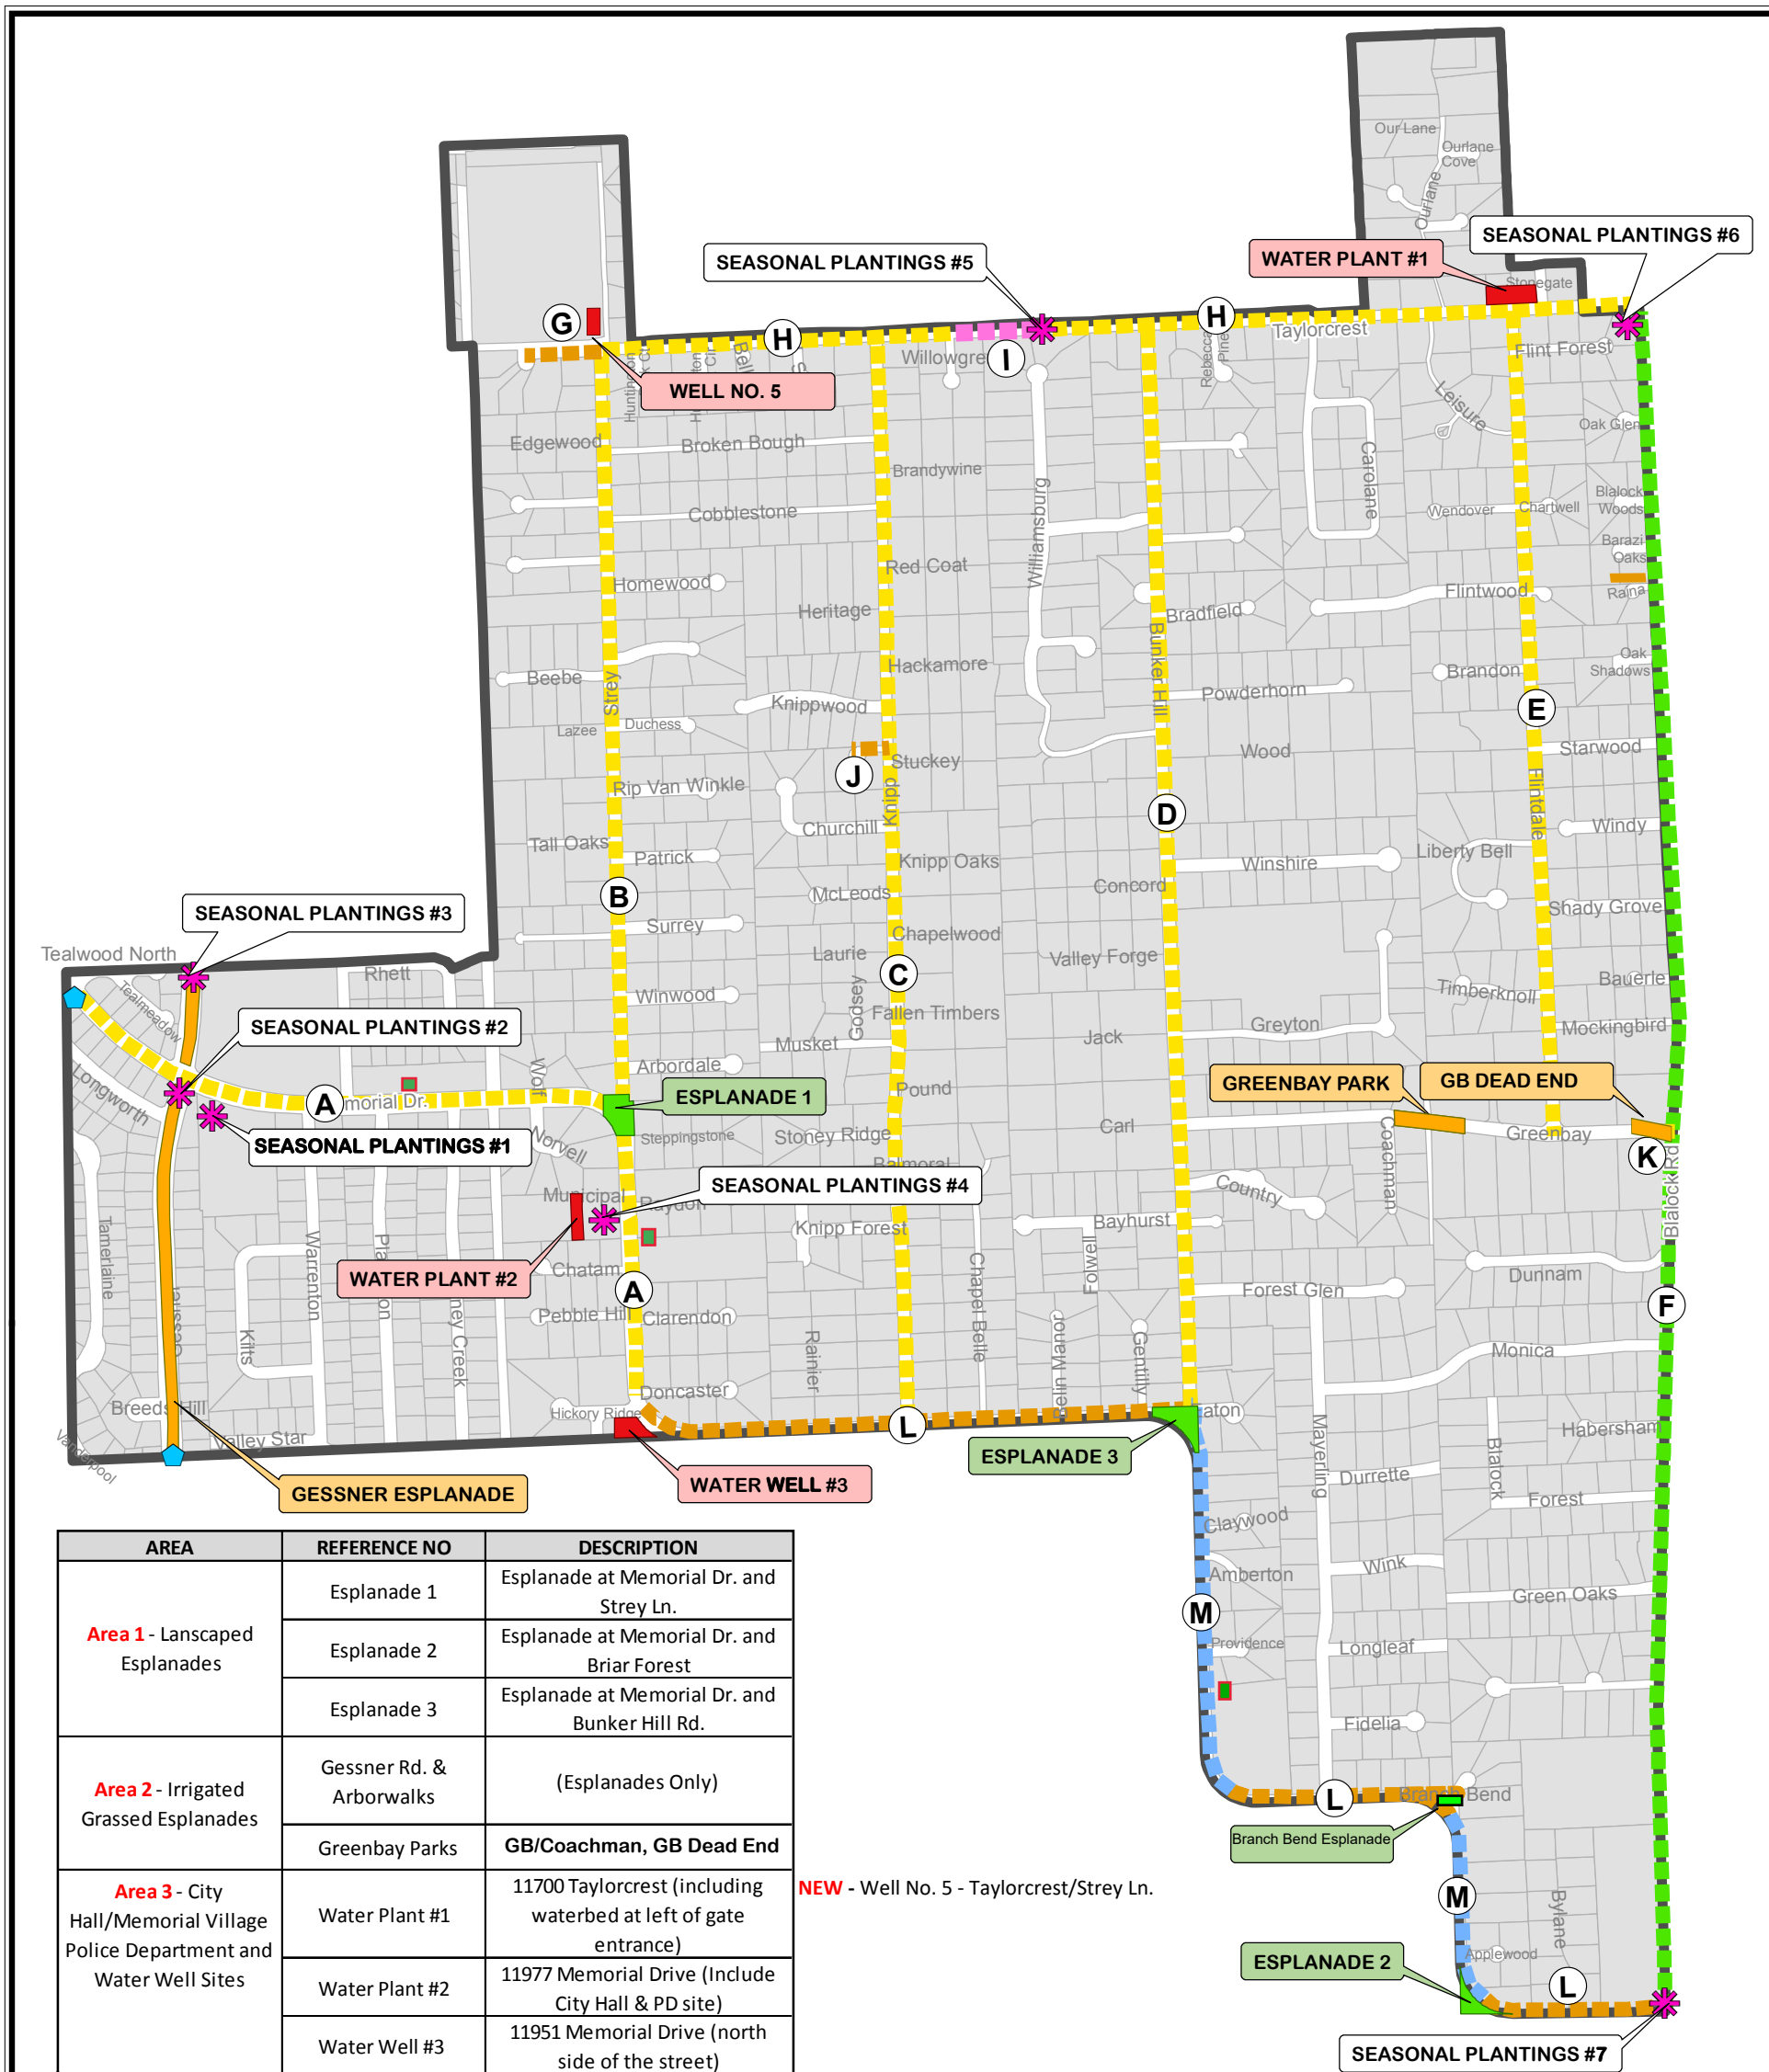 Our Lane
Ourlane
Cove
Ourlane
SEASONAL PLANTINGS #6
SEASONAL PLANTINGS #5
WATER PLANT #1
Stonegate
G
H
H
Taylorcrest
I
Willowgre
Flint Forest
WELL NO. 5
Huntington
Cir
Bell
Rebecca
Pine
Leisure
Oak Glen
Edgewood
Broken Bough
Brandywine
Carolane
Blalock
Woods
Cobblestone
Wendover
Chartwell
Williamsburg
Barazi
Oaks
Red Coat
Homewood
Flintwood
Raina
Heritage
Bradfield
Bunker Hill
Hackamore
Oak
Shadows
Beebe
Strey
Brandon
Powderhorn
Knippwood
E
Lazee
Duchess
Stuckey
Wood
Starwood
J
Rip Van Winkle
Knipp
Flintdale
D
Churchill
Windy
Tall Oaks
Patrick
Knipp Oaks
Winshire
Liberty Bell
B
McLeods
Concord
Shady Grove
SEASONAL PLANTINGS #3
Surrey
Chapelwood
Tealwood North
Laurie
Valley Forge
Rhett
C
Bauerle
Tealmeadow
Winwood
Godsey
Timberknoll
SEASONAL PLANTINGS #2
Fallen Timbers
Greyton
Mockingbird
Musket
Jack
Longworth
Wolf
Arbordale
GREENBAY PARK
GB DEAD END
ESPLANADE 1
Pound
A
morial Dr.
Carl
Coachman
Greenbay
SEASONAL PLANTINGS #1
Norvell
Steppingstone
Stoney Ridge
K
Balmoral
Blalock Rd
SEASONAL PLANTINGS #4
Municipal
Country
Tamerlaine
Warrenton
Knipp Forest
Bayhurst
Folwell
WATER PLANT #2
Chatam
Chapel Belle
Dunnam
A
Forest Glen
F
Pebble Hill
Clarendon
Kilts
ney Creek
Rainier
Gentilly
Monica
Breeds Hill
Doncaster
Hickory Ridge
Valley Star
Vanderpool
L
Mayerling
Habersham
ESPLANADE 3
Blalock
GESSNER ESPLANADE
WATER WELL #3
Durrette
Forest
Claywood
Wink
Amberton
Green Oaks
M
Providence
Longleaf
Fidelia
L
Branch Bend
Branch Bend Esplanade
M
Bylane
Applewood
ESPLANADE 2
L
SEASONAL PLANTINGS #7
AREA REFERENCE NO DESCRIPTION
Area 1 - Lanscaped
Esplanades
Esplanade 1
Esplanade at Memorial Dr. and
Strey Ln.
Esplanade 2
Esplanade at Memorial Dr. and
Briar Forest
Esplanade 3
Esplanade at Memorial Dr. and
Bunker Hill Rd.
Area 2 - Irrigated
Grassed Esplanades
Gessner Rd. &
Arborwalks
(Esplanades Only)
Greenbay Parks
GB/Coachman, GB Dead End
Area 3 - City
Hall/Memorial Village
Police Department and
Water Well Sites
Water Plant #1
11700 Taylorcrest (including
waterbed at left of gate
entrance)
Water Plant #2
11977 Memorial Drive (Include
City Hall & PD site)
Water Well #3
11951 Memorial Drive (north
side of the street)
NEW - Well No. 5 - Taylorcrest/Strey Ln.